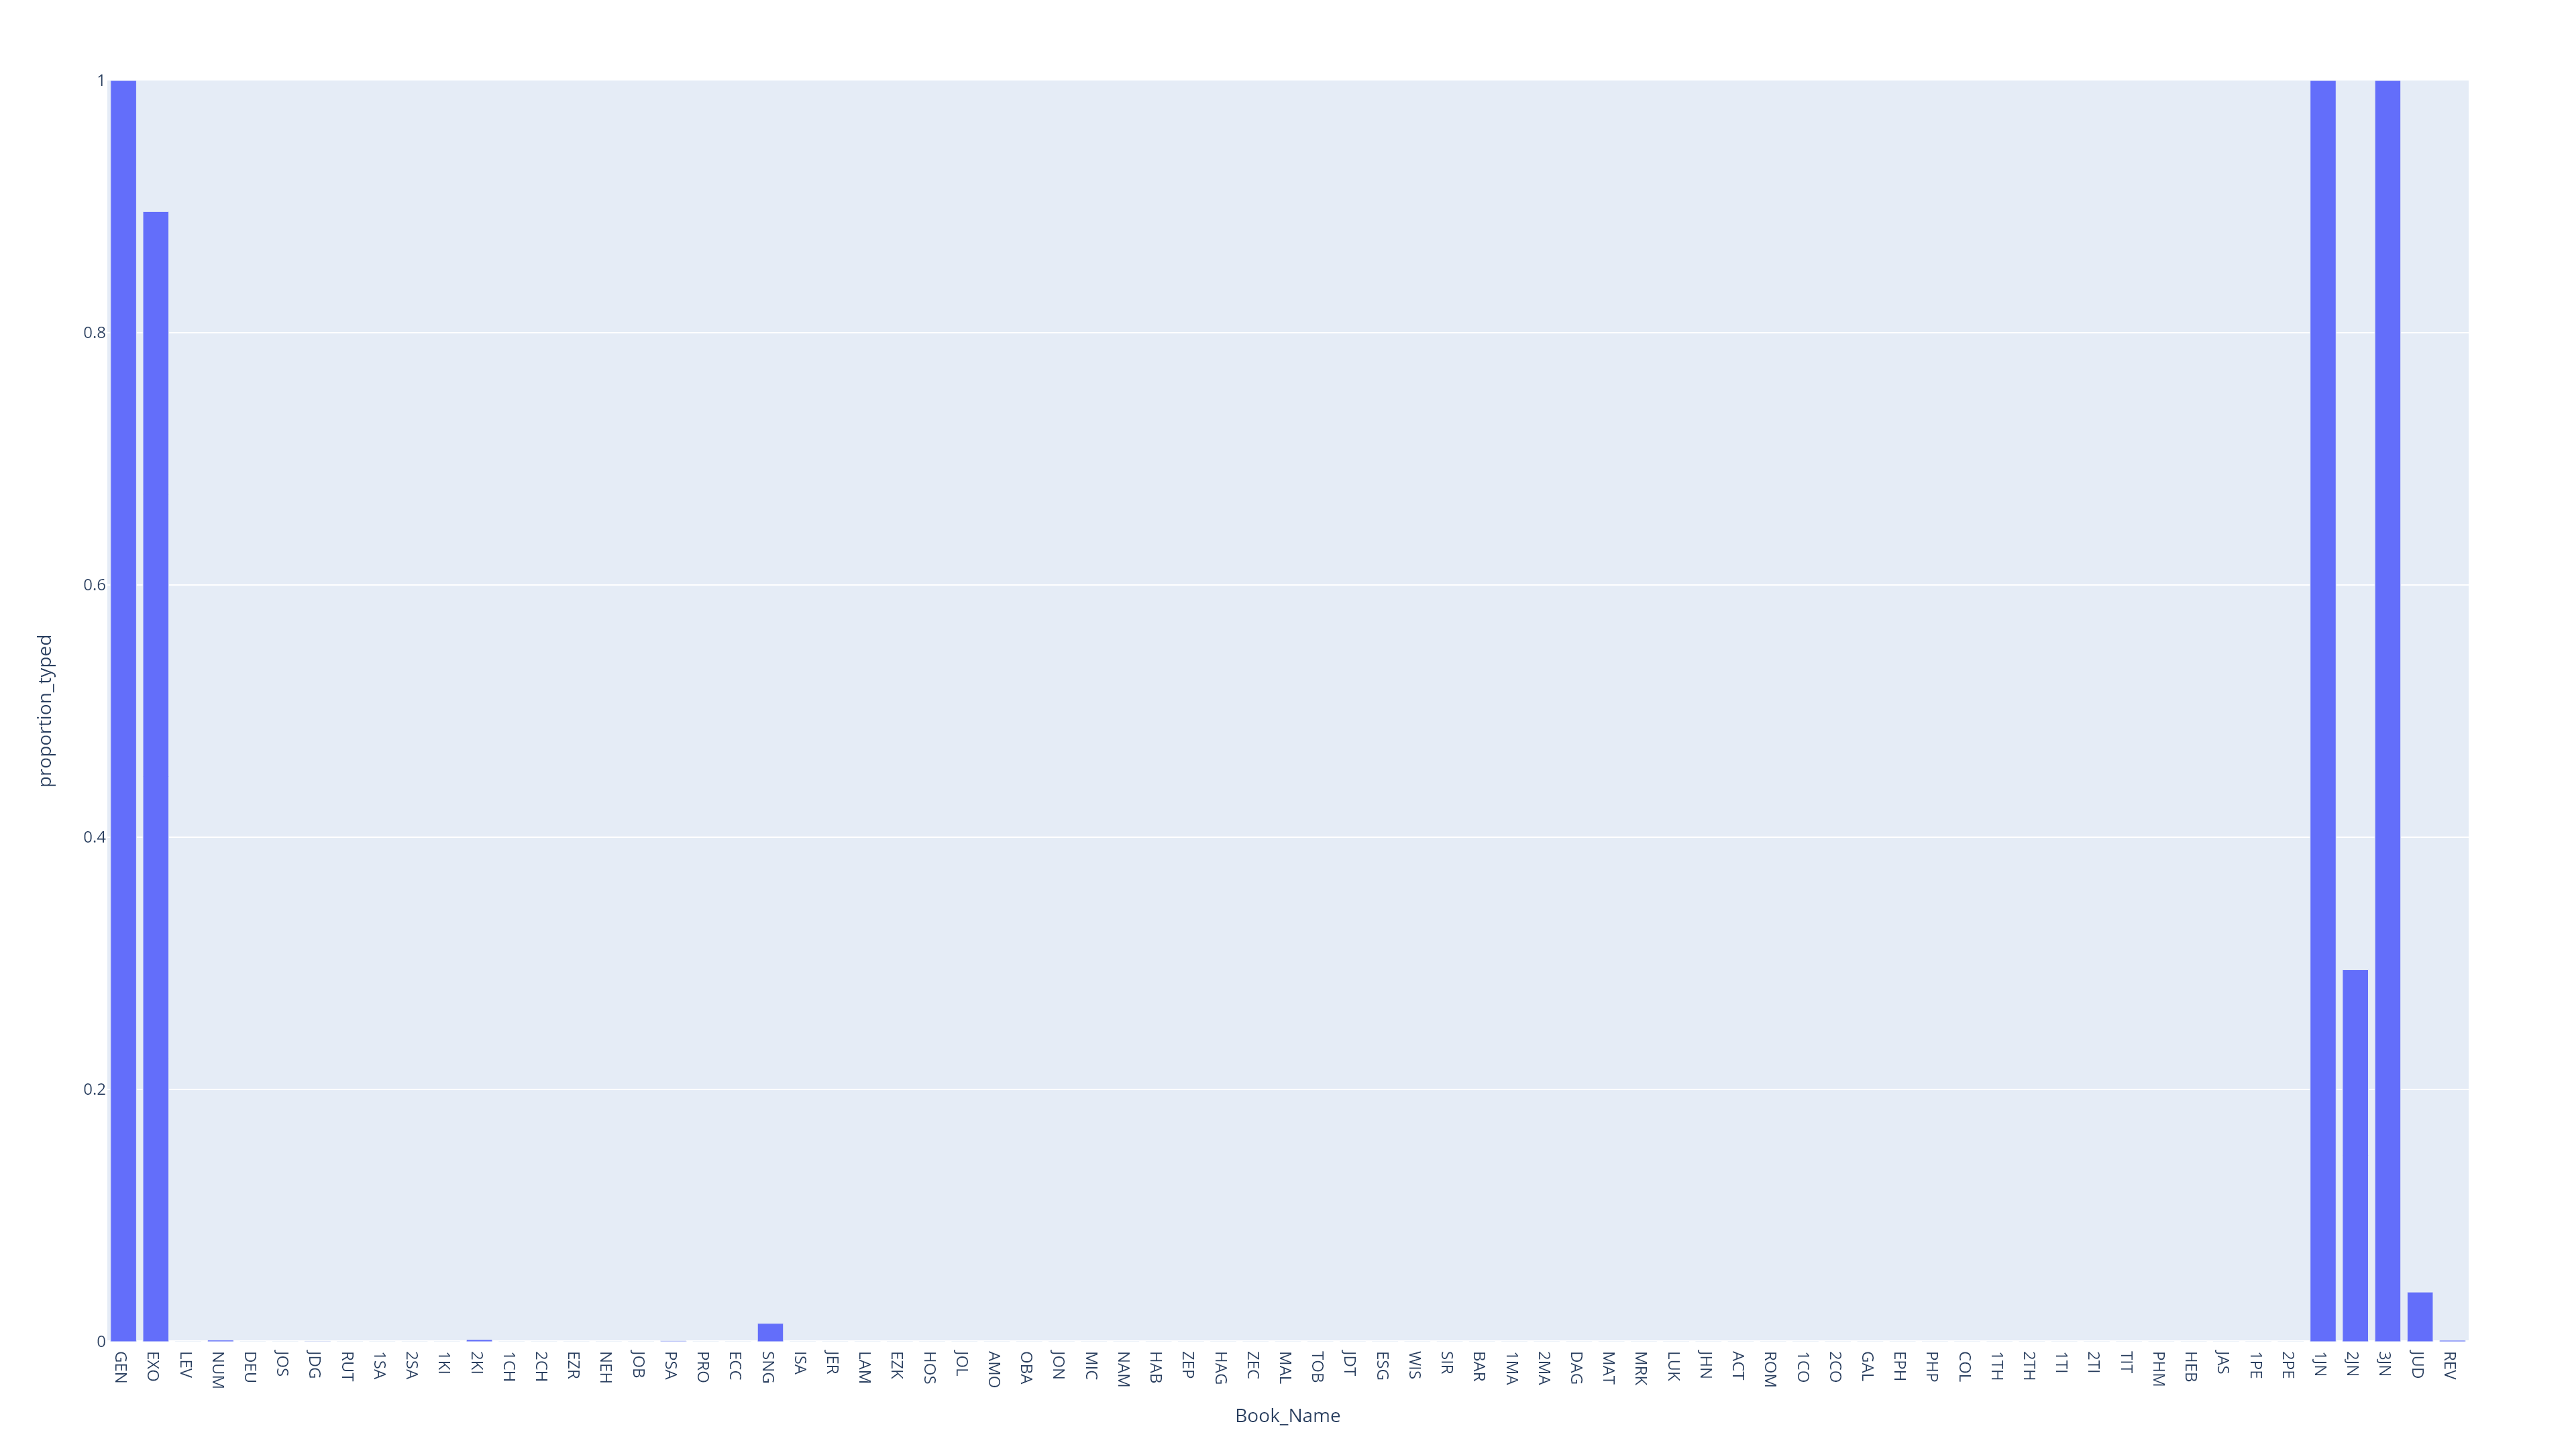 proportion_typed
1
0.8
0.6
0.4
0.2
0
GEN EXO LEV NUM DEU JOS JDG RUT 1SA 2SA 1KI 2KI 1CH 2CH EZR NEH JOB PSA PRO ECC SNG ISA JER LAM EZK HOS JOL AMO OBA JON MIC NAM HAB ZEP HAG ZEC MAL TOB JDT ESG WIS SIR BAR 1MA 2MA DAG MAT MRK LUK JHN ACT ROM 1CO 2CO GAL EPH PHP COL 1TH 2TH 1TI 2TI TIT PHM HEB JAS 1PE 2PE 1JN 2JN 3JN JUD REV
Book_Name